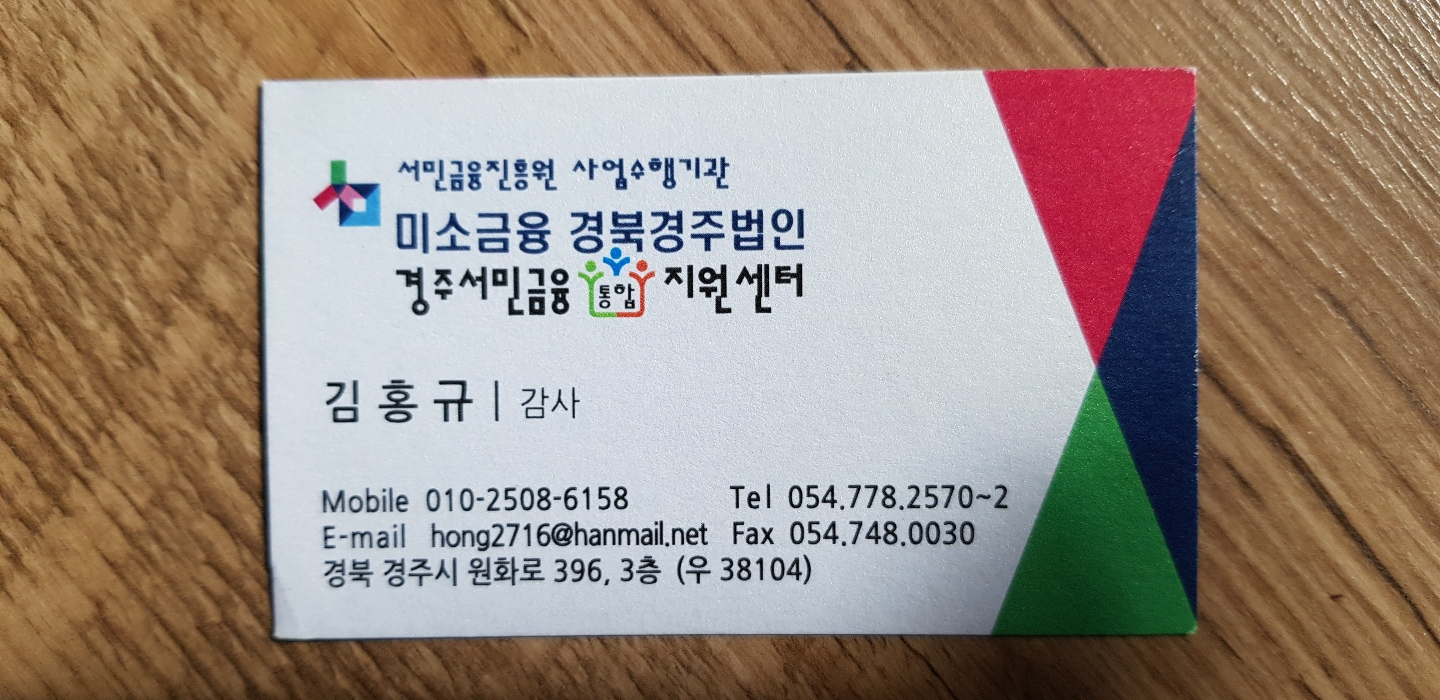 서민금융진흥원 사업수행기관
미소금융 경북경주법인
경주서민금융 통합 지원센터
김홍규 | 감사
Mobile 010-2508-6158 Tel 054.778.2570~2
E-mail hong2716@hanmail.net Fax 054.748.0030
경북 경주시 원화로 396, 3층 (우 38104)